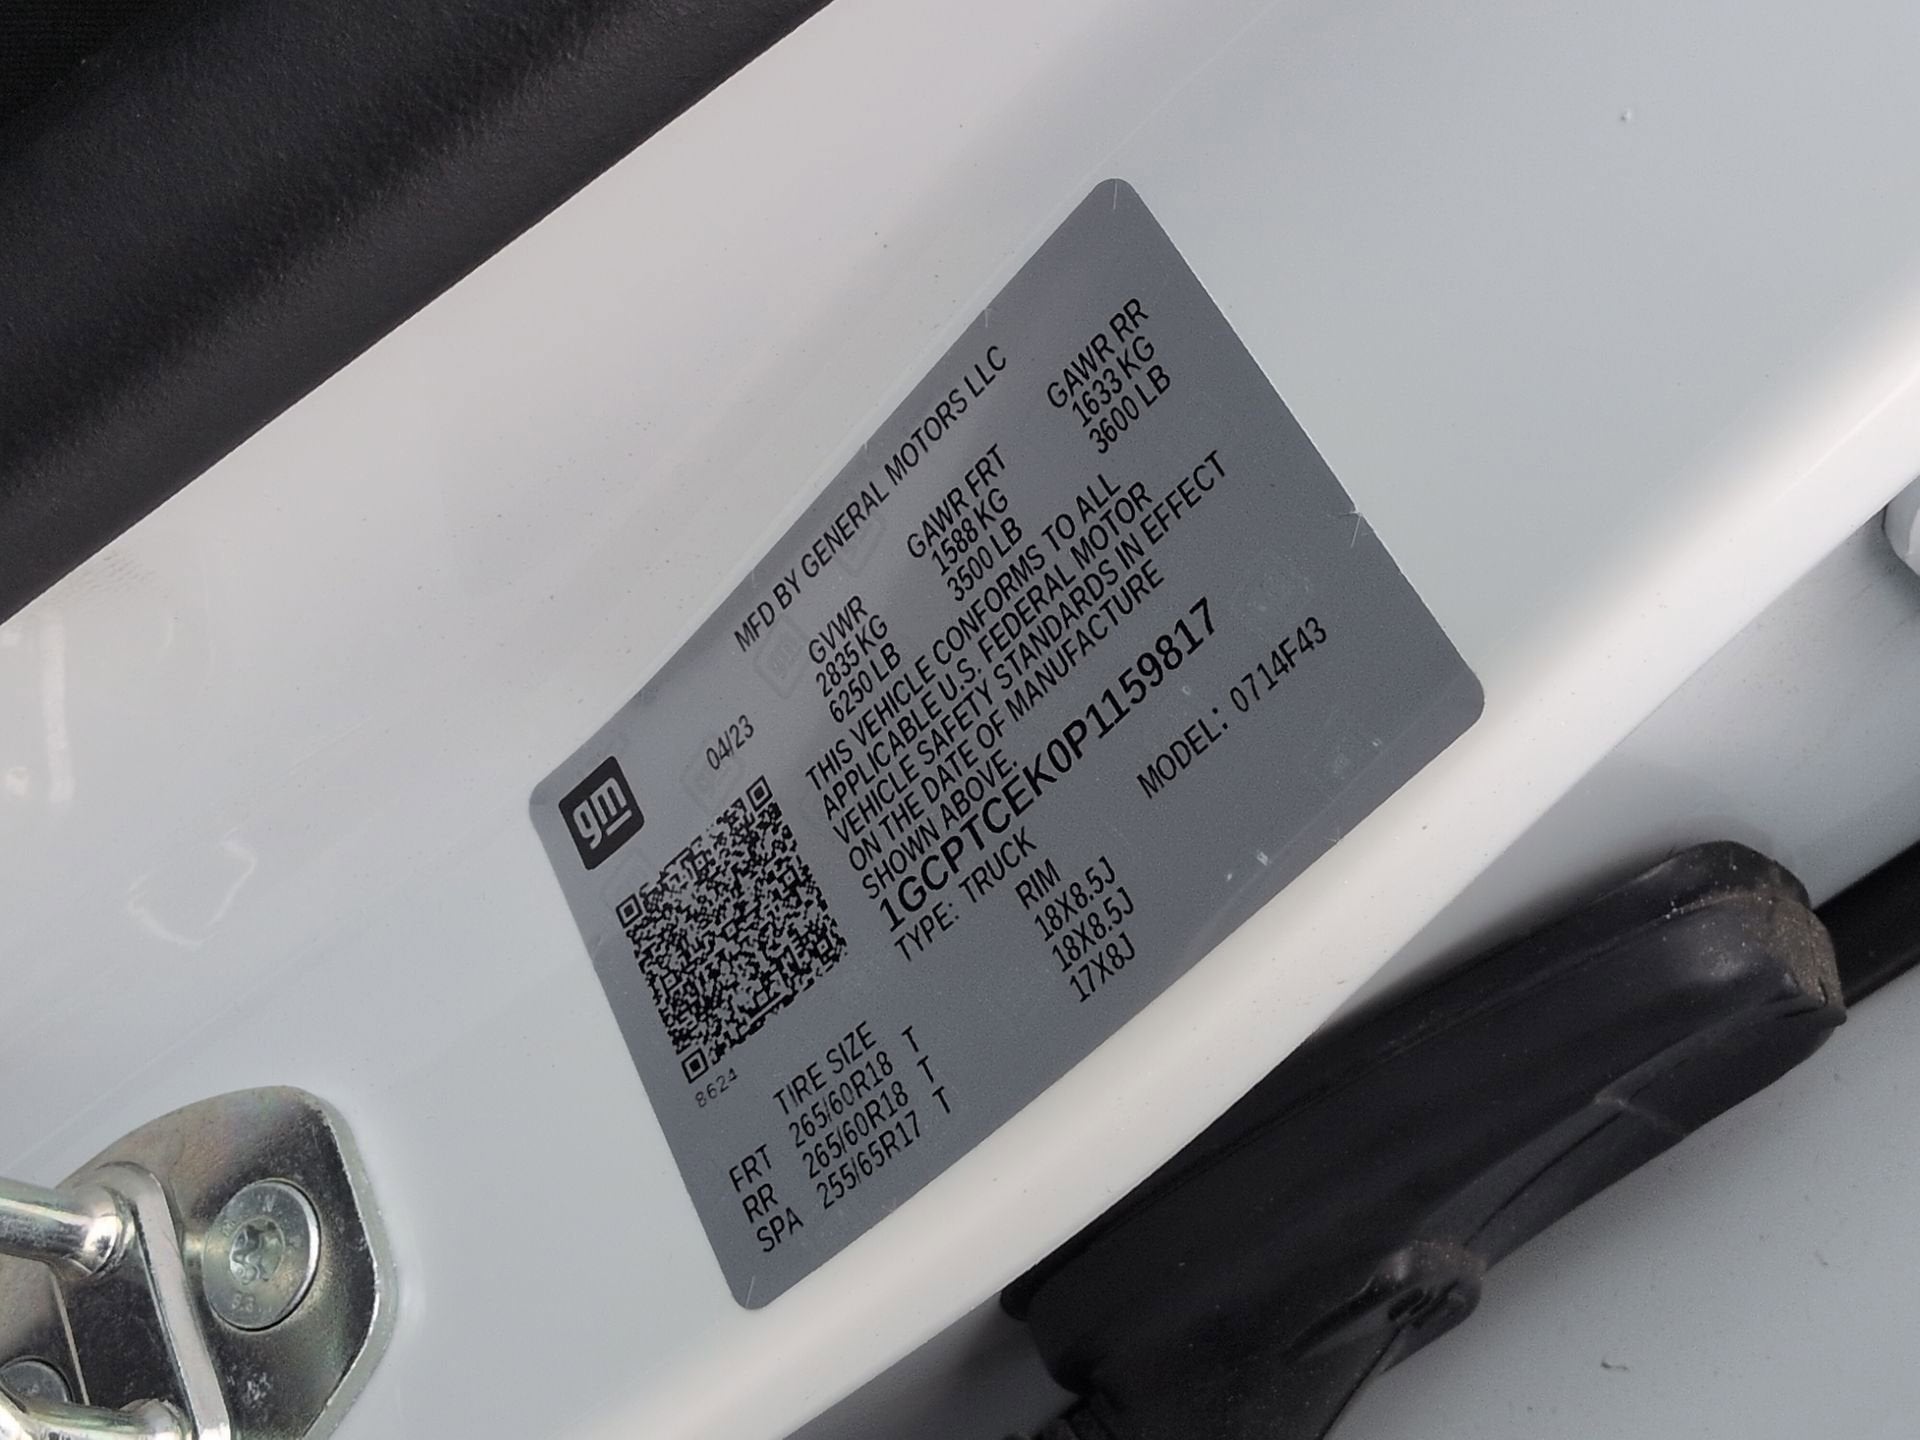 gm
MFD BY GENERAL MOTORS LLC
04/23
GVWR GAWR FRT GAWR RR
2835 KG 1588 KG 1633 KG
6250 LB 3500 LB 3600 LB
THIS VEHICLE CONFORMS TO ALL
APPLICABLE U.S. FEDERAL MOTOR
VEHICLE SAFETY STANDARDS IN EFFECT
ON THE DATE OF MANUFACTURE
SHOWN ABOVE.
1GCPTCEK0P1159817
TYPE: TRUCK MODEL: 0714F43
8624
TIRE SIZE RIM
FRT 265/60R18 T 18X8.5J
RR 265/60R18 T 18X8.5J
SPA 255/65R17 T 17X8J